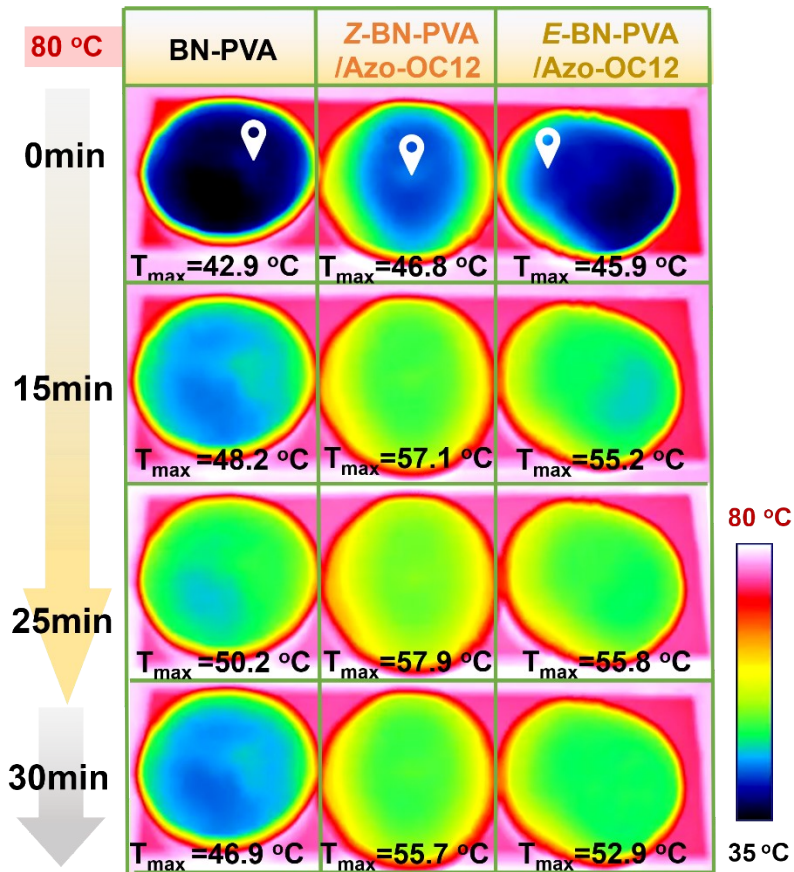 80 °C
BN-PVA
Z-BN-PVA
/Azo-OC12
E-BN-PVA
/Azo-OC12
0min
Tmax=42.9 °C
Tmax=46.8 °C
Tmax=45.9 °C
15min
Tmax=48.2 °C
Tmax=57.1 °C
Tmax=55.2 °C
25min
Tmax=50.2 °C
Tmax=57.9 °C
Tmax=55.8 °C
30min
Tmax=46.9 °C
Tmax=55.7 °C
Tmax=52.9 °C
80 °C
35 °C